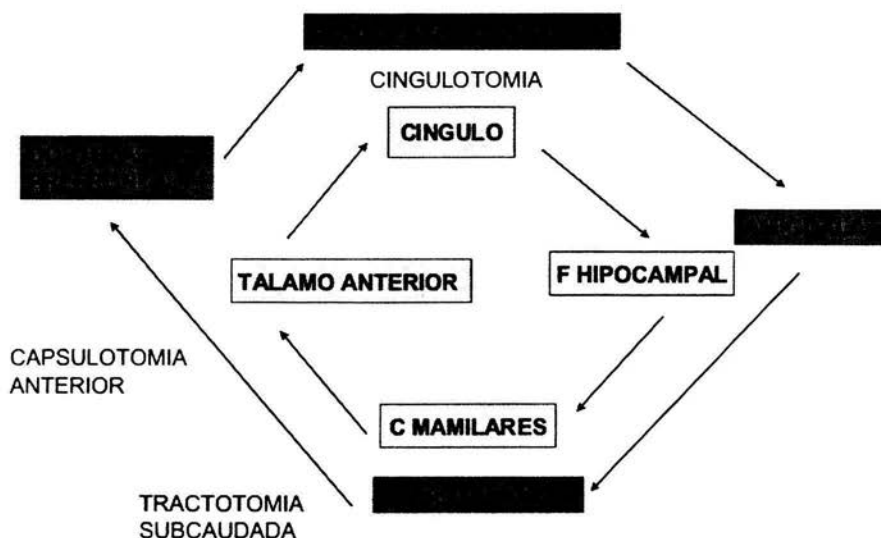 CINGULOTOMIA
CINGULO
TALAMO ANTERIOR
F HIPOCAMPAL
CAPSULOTOMIA
ANTERIOR
C MAMILARES
TRACTOTOMIA
SUBCAUDADA